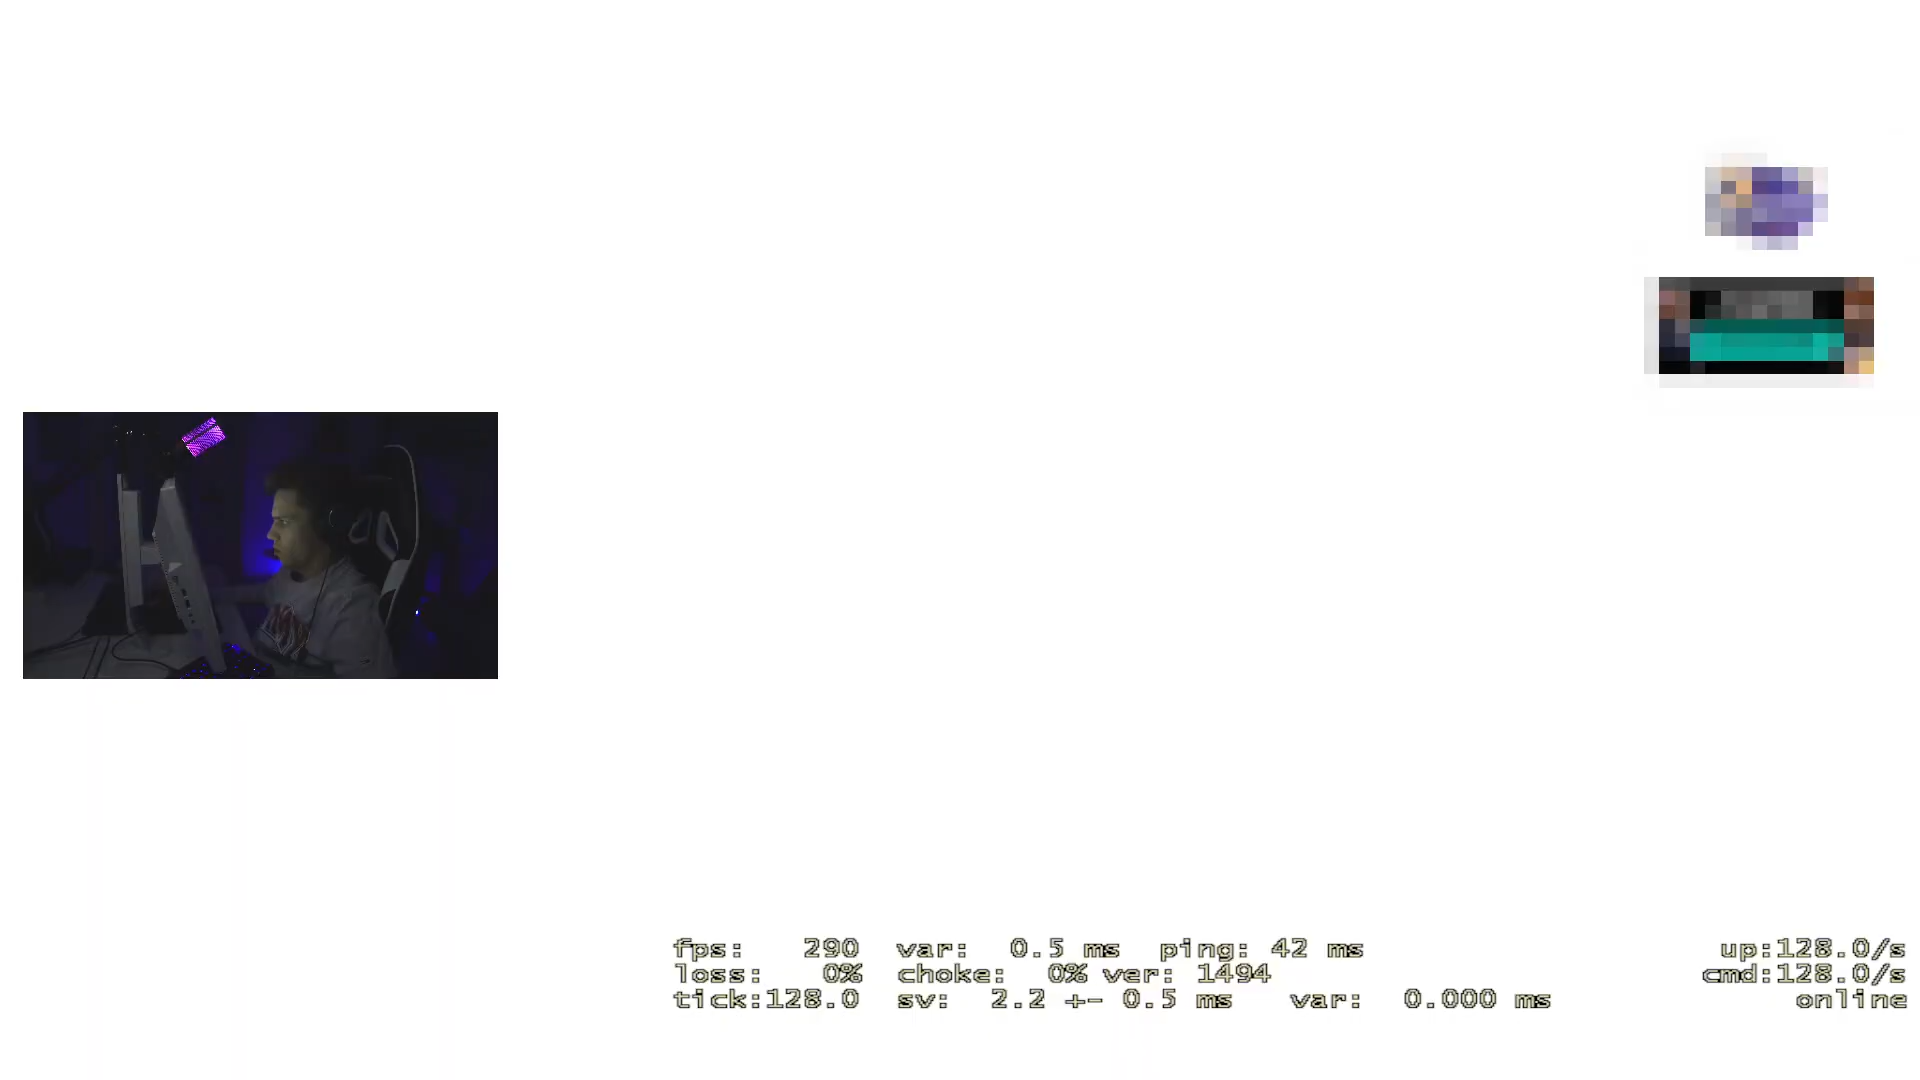 fps: 290 var: 0.5 ms ping: 42 ms up:128.0/s
loss: 0% choke: 0% ver: 1494 cmd:128.0/s
tick:128.0 sv: 2.2 +- 0.5 ms var: 0.000 ms online